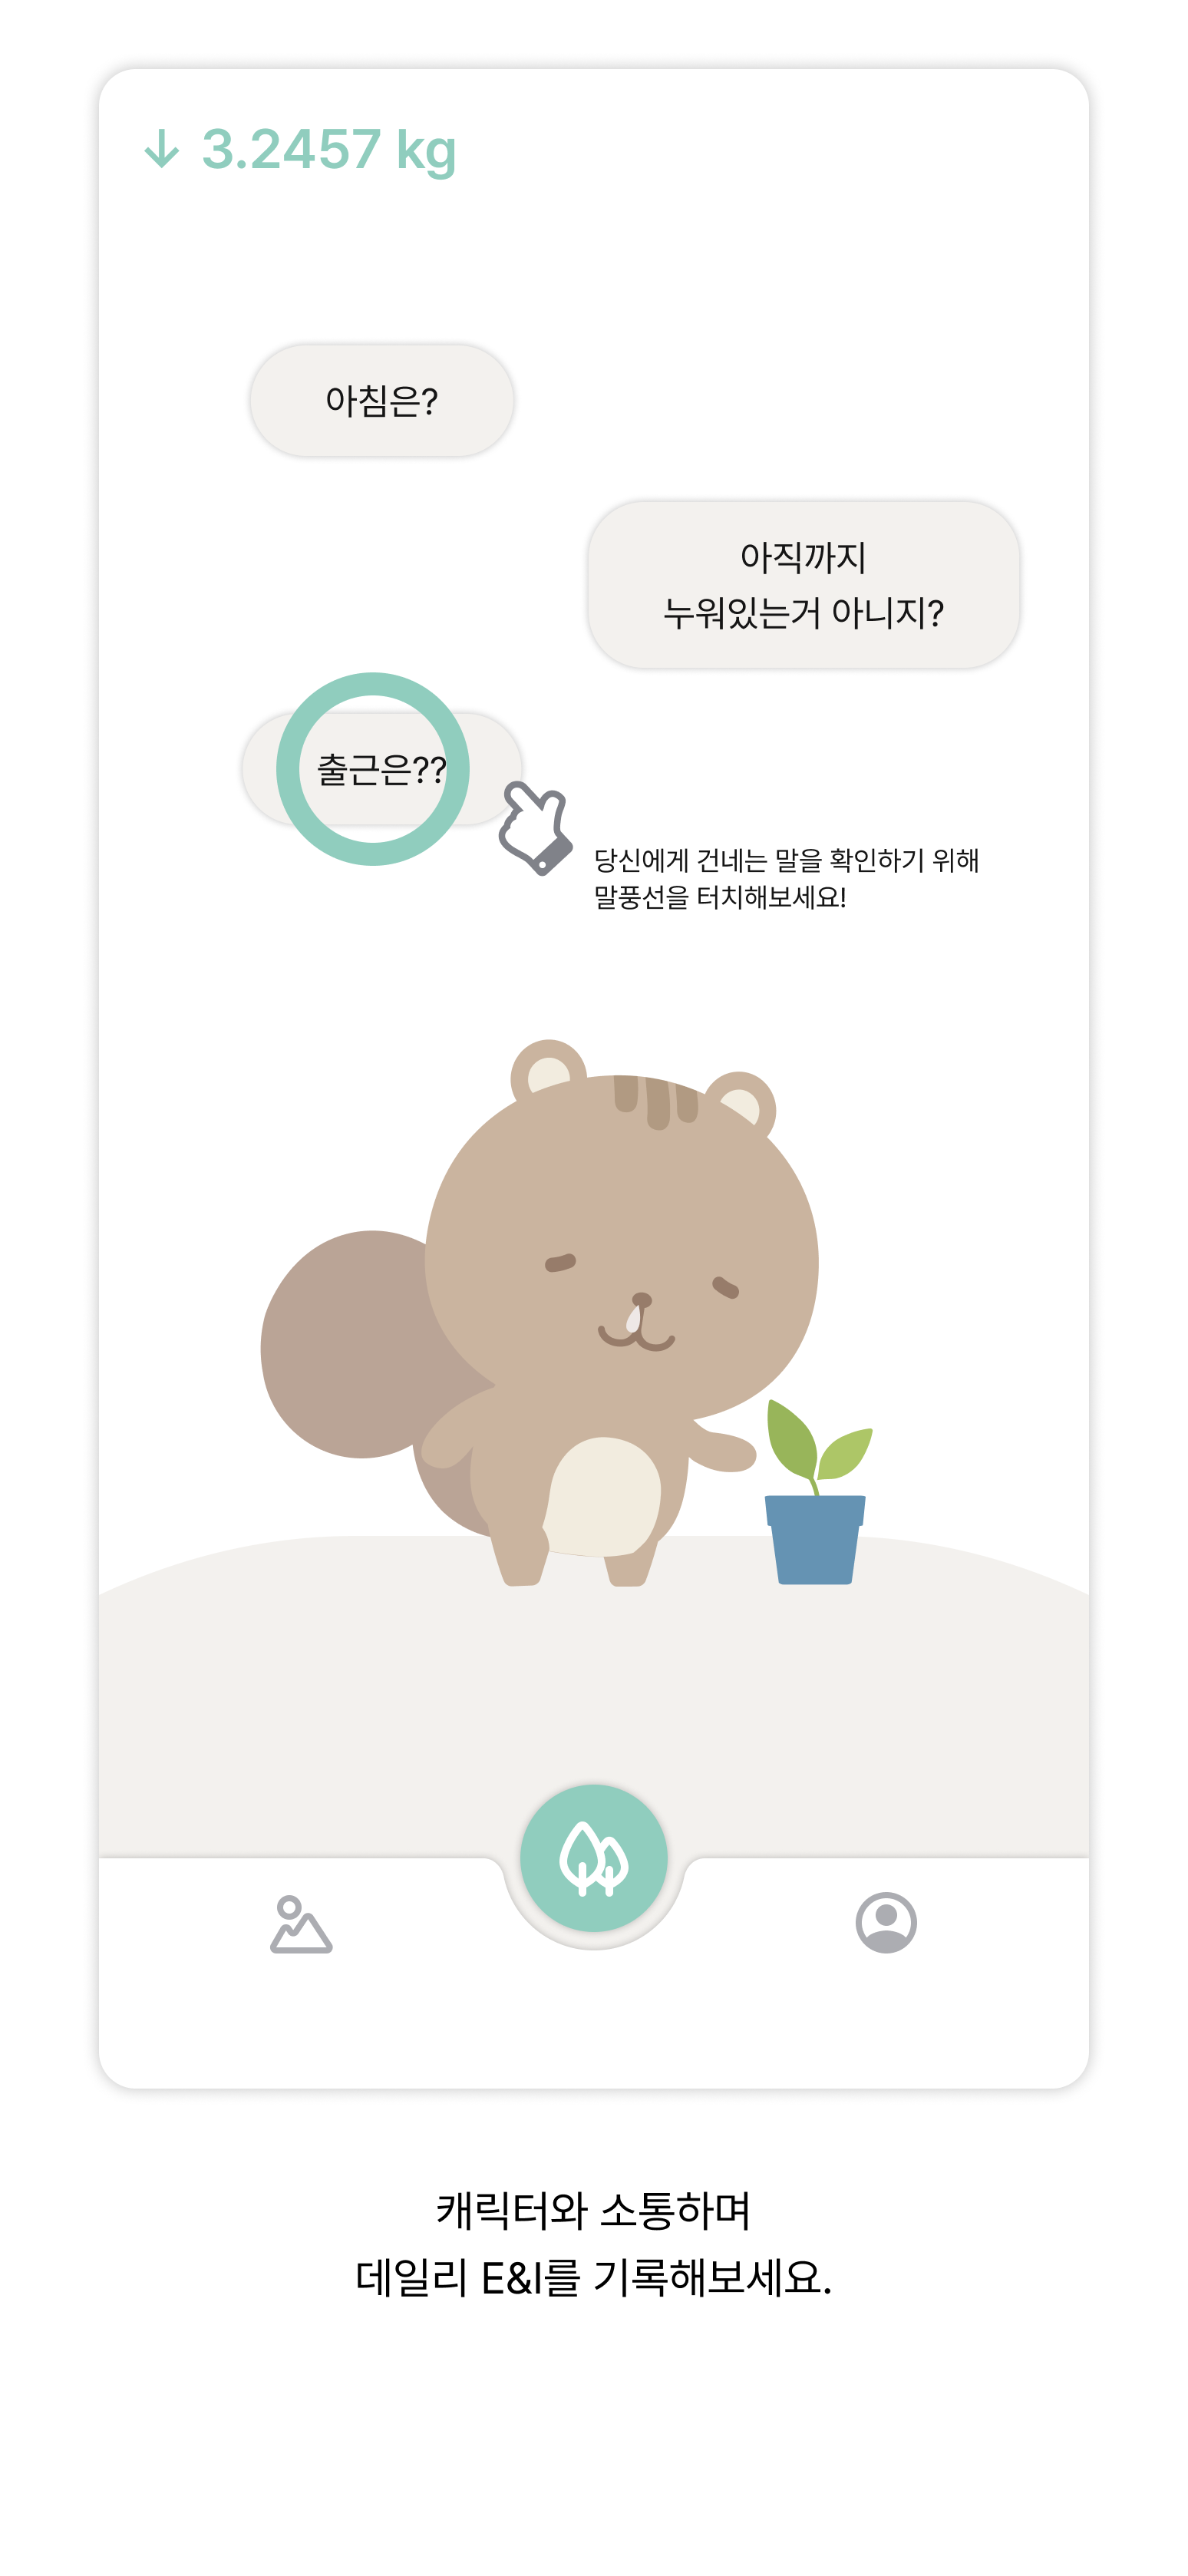 ↓ 3.2457 kg
아침은?
아직까지
누워있는거 아니지?
출근은??
당신에게 건네는 말을 확인하기 위해
말풍선을 터치해보세요!
캐릭터와 소통하며
데일리 E&I를 기록해보세요.